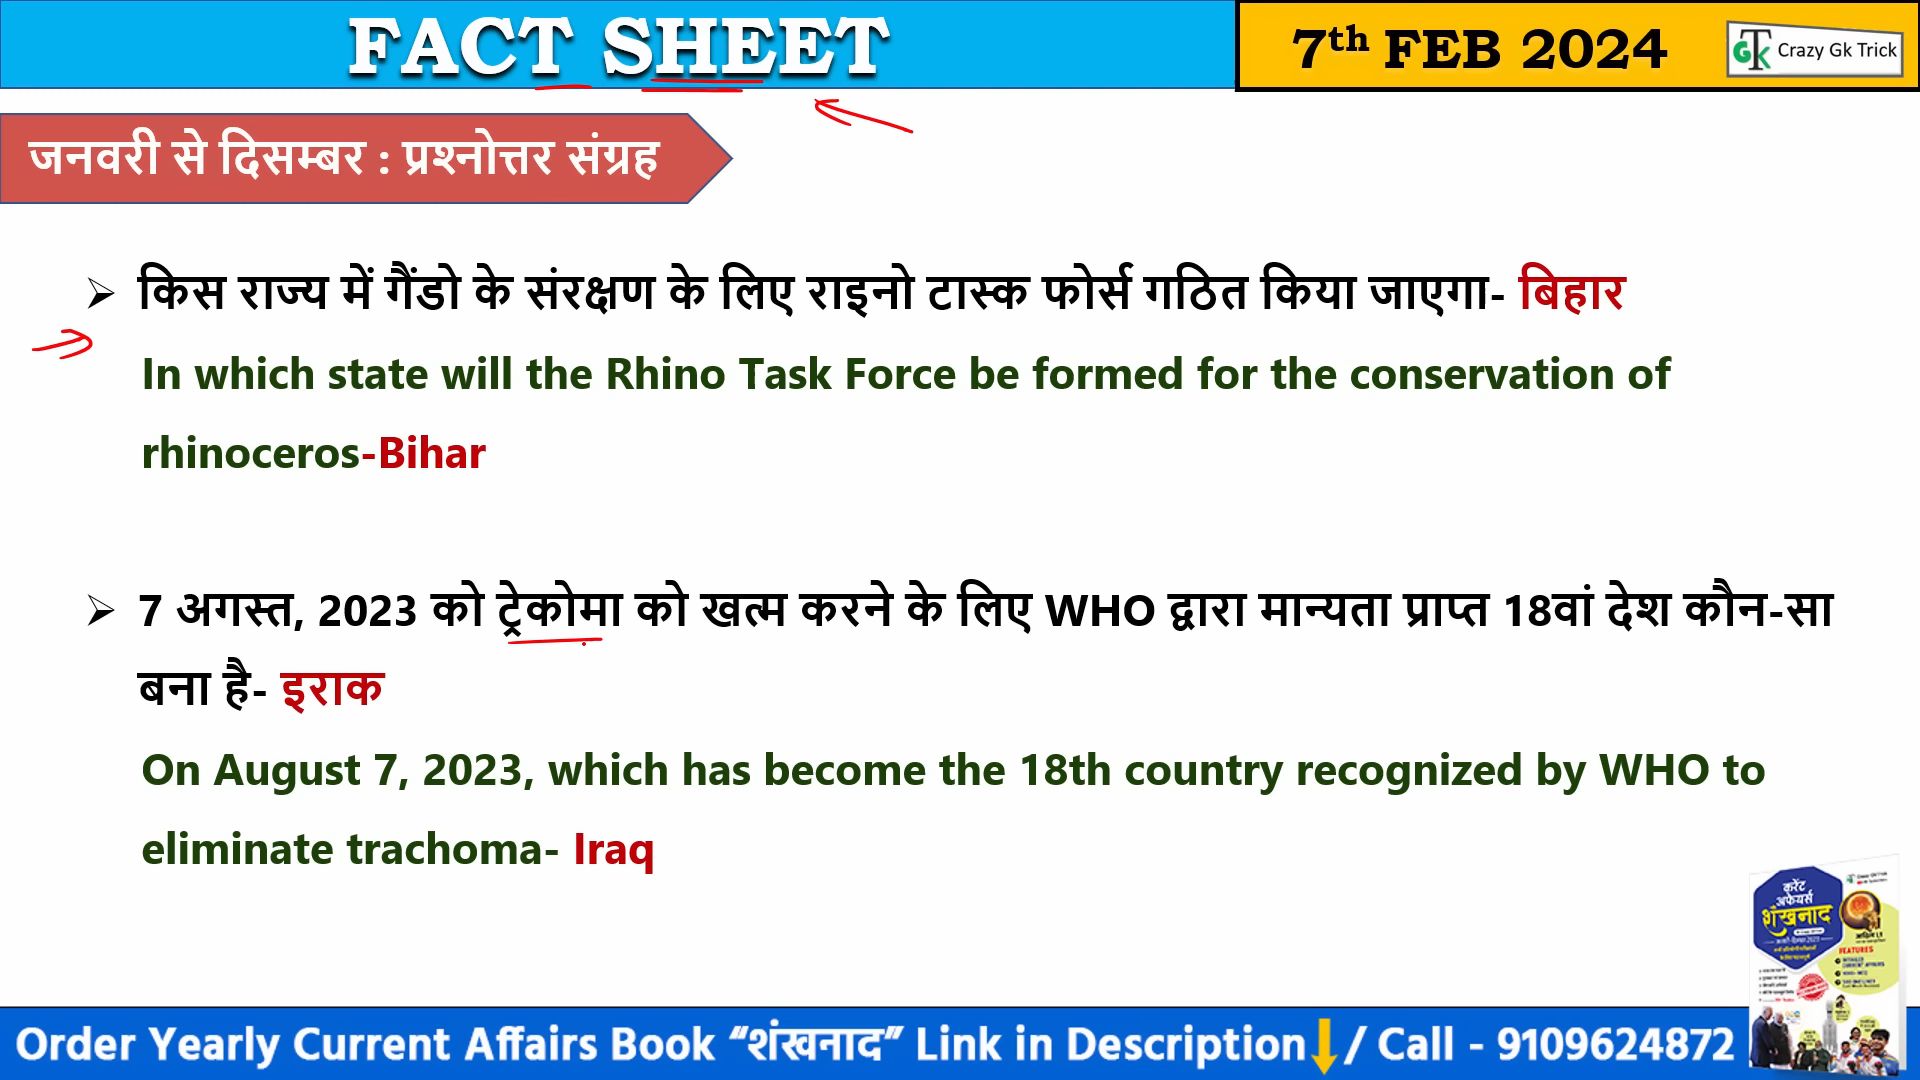 FACT SHEET
7th FEB 2024
GTK Crazy Gk Trick
जनवरी से दिसम्बर : प्रश्नोत्तर संग्रह
➢ किस राज्य में गैंडो के संरक्षण के लिए राइनो टास्क फोर्स गठित किया जाएगा- बिहार
In which state will the Rhino Task Force be formed for the conservation of
rhinoceros-Bihar
➢ 7 अगस्त, 2023 को ट्रेकोमा को खत्म करने के लिए WHO द्वारा मान्यता प्राप्त 18वां देश कौन-सा
बना है- इराक
On August 7, 2023, which has become the 18th country recognized by WHO to
eliminate trachoma- Iraq
करेंट
अफेयर्स
शंखनाद
FEATURES
Order Yearly Current Affairs Book “शंखनाद” Link in Description / Call - 9109624872